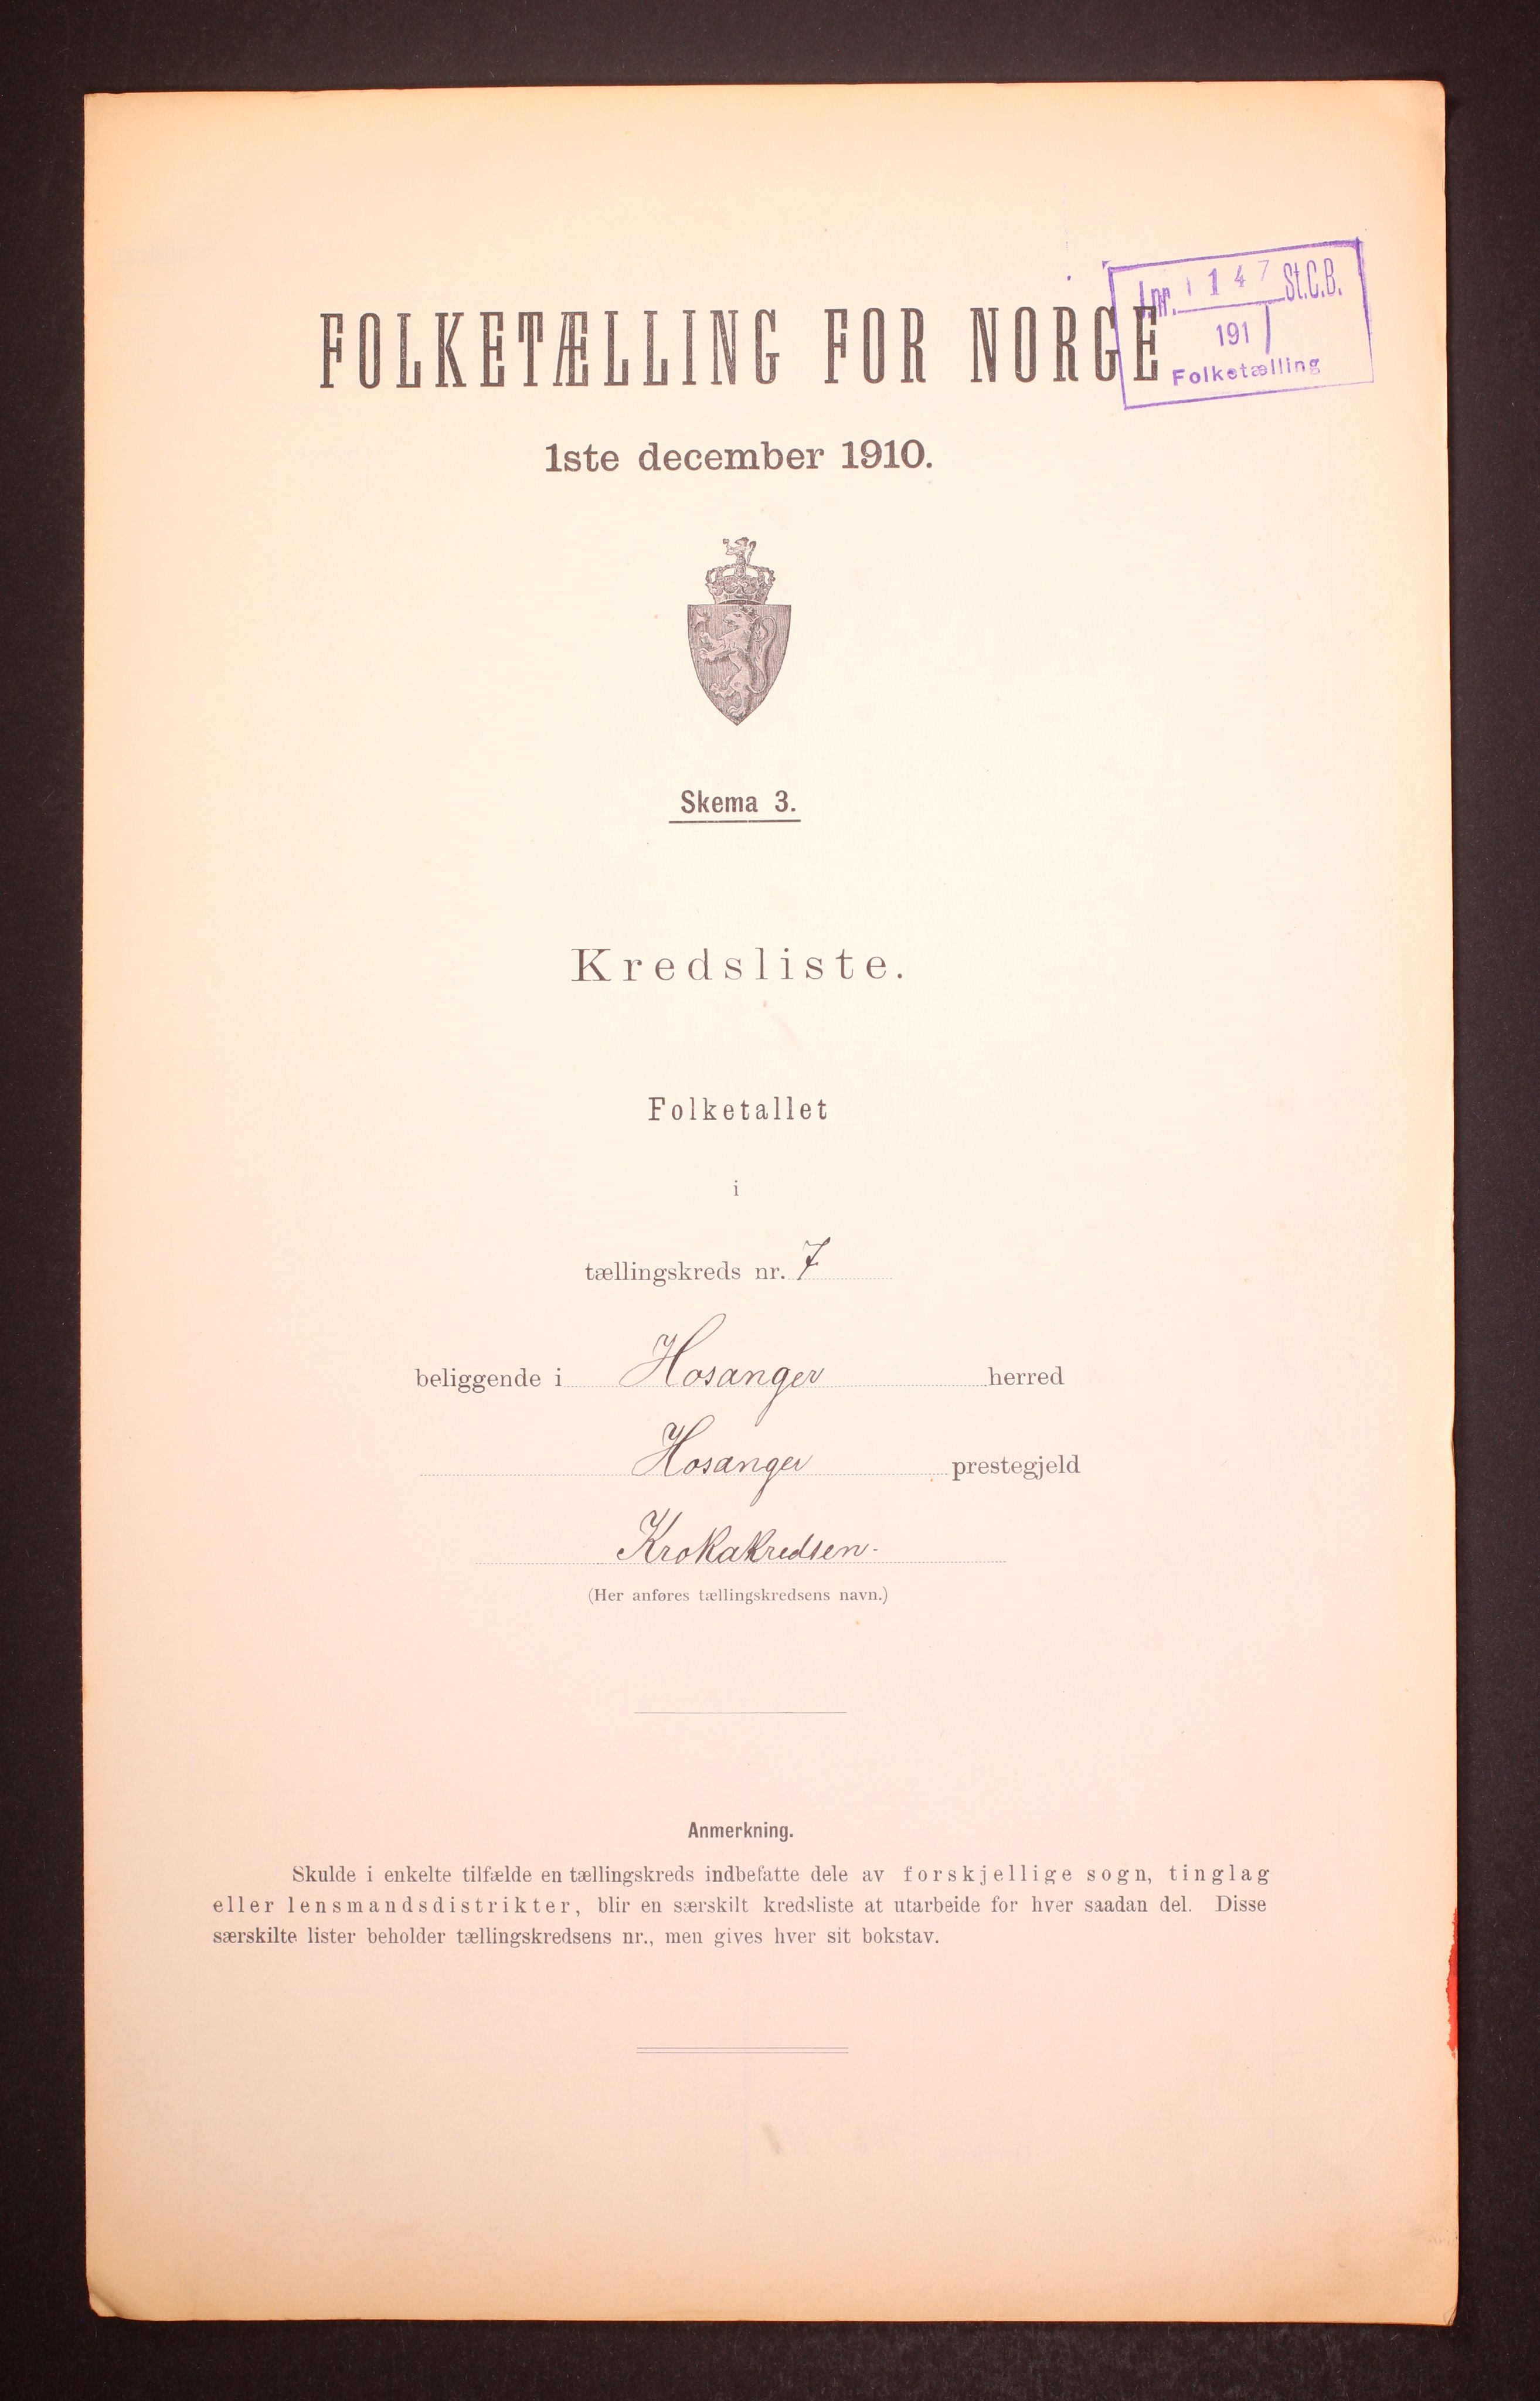 J.nr. 1147 St.C.B.
1911
Folketælling
FOLKETÆLLING FOR NORGE
1ste december 1910.
Skema 3.
Kredsliste.
Folketallet
i
tællingskreds nr. 7
beliggende i Hosanger herred
Hosanger prestegjeld
Krokakredsen.
(Her anføres tællingskredsens navn.)
Anmerkning.
Skulde i enkelte tilfælde en tællingskreds indbefatte dele av forskjellige sogn, tinglag
eller lensmandsdistrikter, blir en særskilt kredsliste at utarbeide for hver saadan del. Disse
særskilte lister beholder tællingskredsens nr., men gives hver sit bokstav.